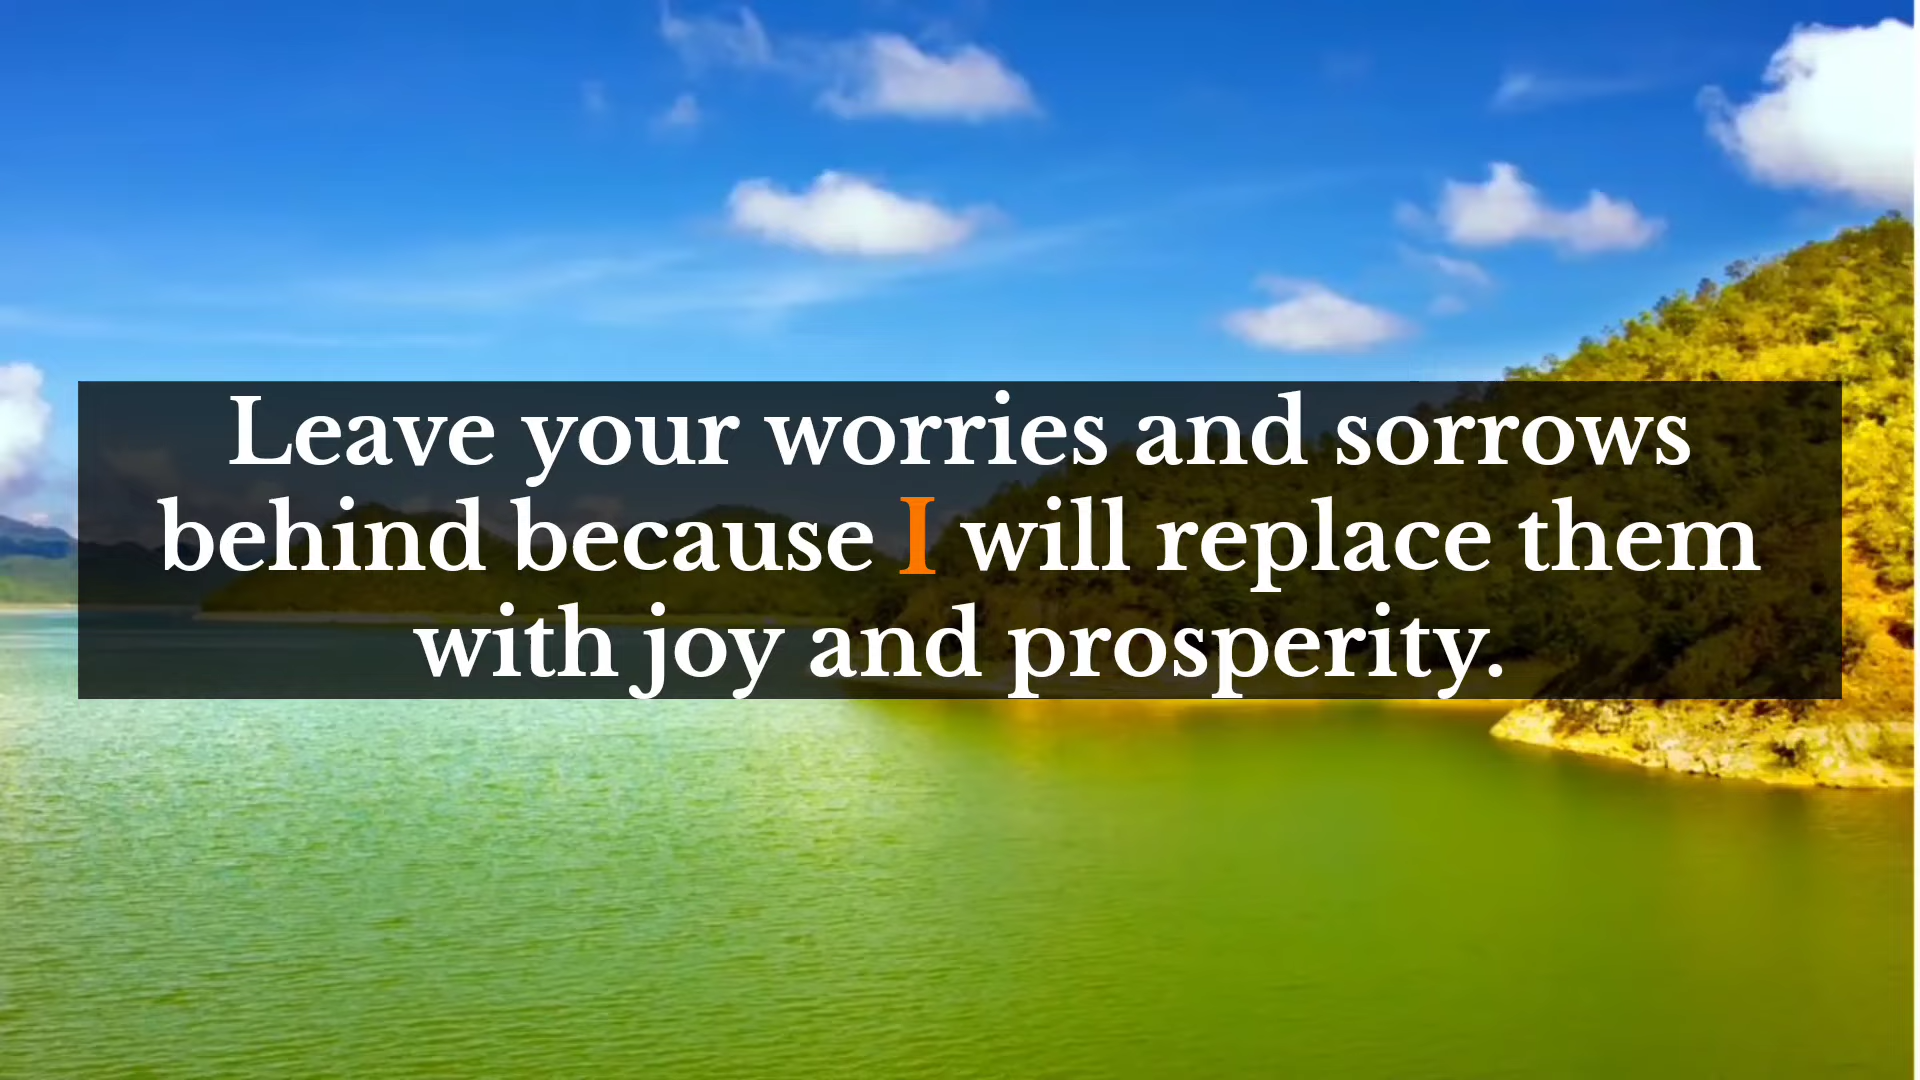 Leave your worries and sorrows
behind because I will replace them
with joy and prosperity.